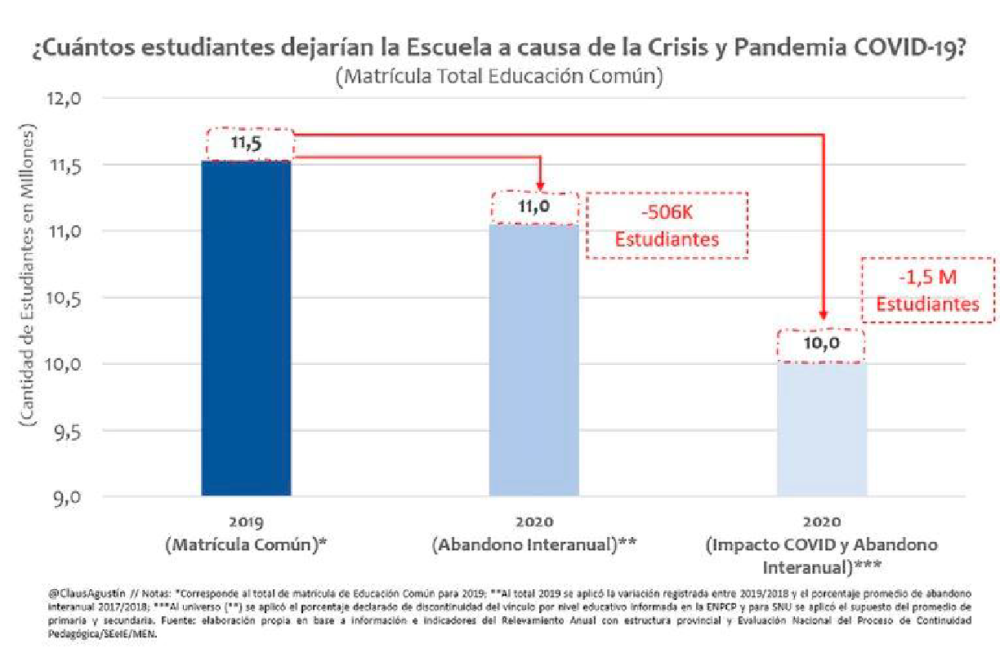 ¿Cuántos estudiantes dejarían la Escuela a causa de la Crisis y Pandemia COVID-19?
(Matrícula Total Educación Común)
(Cantidad de Estudiantes en Millones)
12,0
11,5
11,0
10,5
10,0
9,5
9,0
11,5
11,0
10,0
-506K
Estudiantes
-1,5 M
Estudiantes
2019
(Matrícula Común)*
2020
(Abandono Interanual)**
2020
(Impacto COVID y Abandono
Interanual)***
@ClausAgustín // Notas: *Corresponde al total de matrícula de Educación Común para 2019; **Al total 2019 se aplicó la variación registrada entre 2019/2018 y el porcentaje promedio de abandono
interanual 2017/2018; ***Al universo (**) se aplicó el porcentaje declarado de discontinuidad del vínculo por nivel educativo informada en la ENPCP y para SNU se aplicó el supuesto del promedio de
primaria y secundaria. Fuente: elaboración propia en base a información e indicadores del Relevamiento Anual con estructura provincial y Evaluación Nacional del Proceso de Continuidad
Pedagógica/SEeIE/MEN.